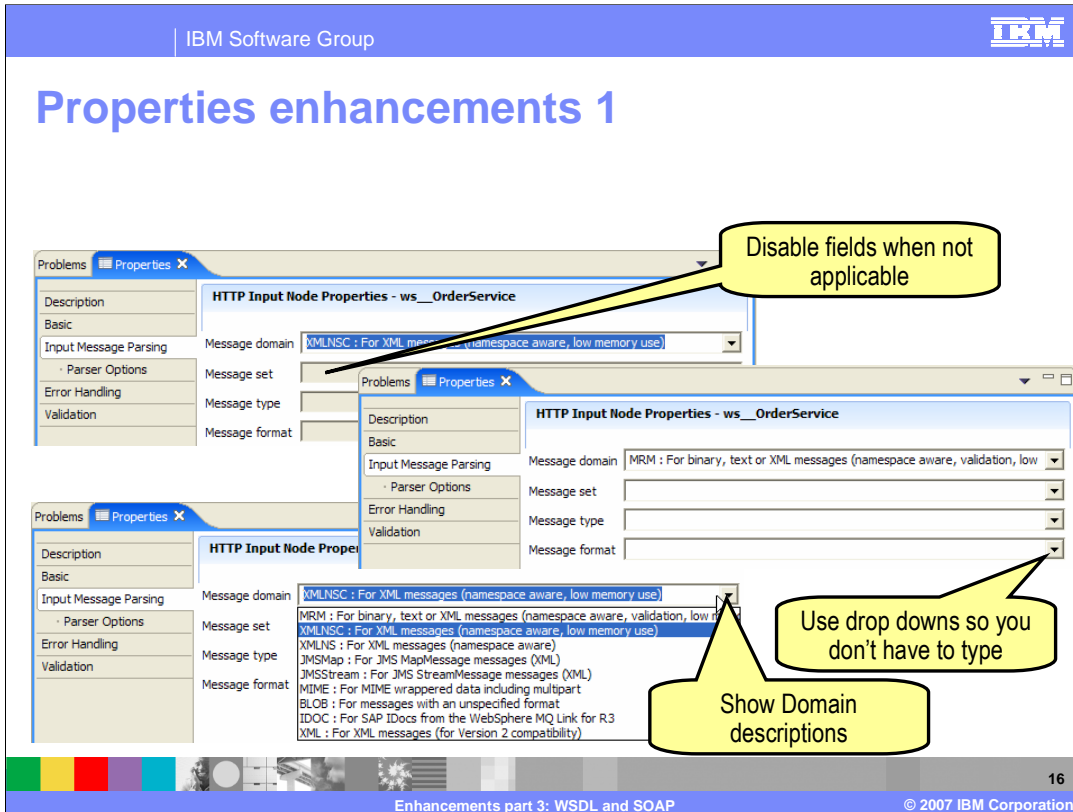 IBM Software Group
IBM
Properties enhancements 1
Disable fields when not
applicable
Problems Properties
Description
Basic
Input Message Parsing
· Parser Options
Error Handling
Validation
HTTP Input Node Properties - ws__OrderService
Message domain XMLNSC : For XML messages (namespace aware, low memory use)
Message set
Message type
Message format
Problems Properties
Description
Basic
Input Message Parsing
· Parser Options
Error Handling
Validation
HTTP Input Node Properties - ws__OrderService
Message domain MRM : For binary, text or XML messages (namespace aware, validation, low
Message set
Message type
Message format
Problems Properties
Description
Basic
Input Message Parsing
· Parser Options
Error Handling
Validation
HTTP Input Node
Message domain XMLNSC : For XML messages (namespace aware, low memory use)
Message set
Message type
Message format
MRM : For binary, text or XML messages (namespace aware, validation, low
XMLNSC : For XML messages (namespace aware, low memory use)
XMLNS : For XML messages (namespace aware)
JMSMap : For JMS MapMessage messages (XML)
JMSStream : For JMS StreamMessage messages (XML)
MIME : For MIME wrappered data including multipart
BLOB : For messages with an unspecified format
IDOC : For SAP IDocs from the WebSphere MQ Link for R3
XML : For XML messages (for Version 2 compatibility)
Use drop downs so you
don't have to type
Show Domain
descriptions
16
Enhancements part 3: WSDL and SOAP
© 2007 IBM Corporation